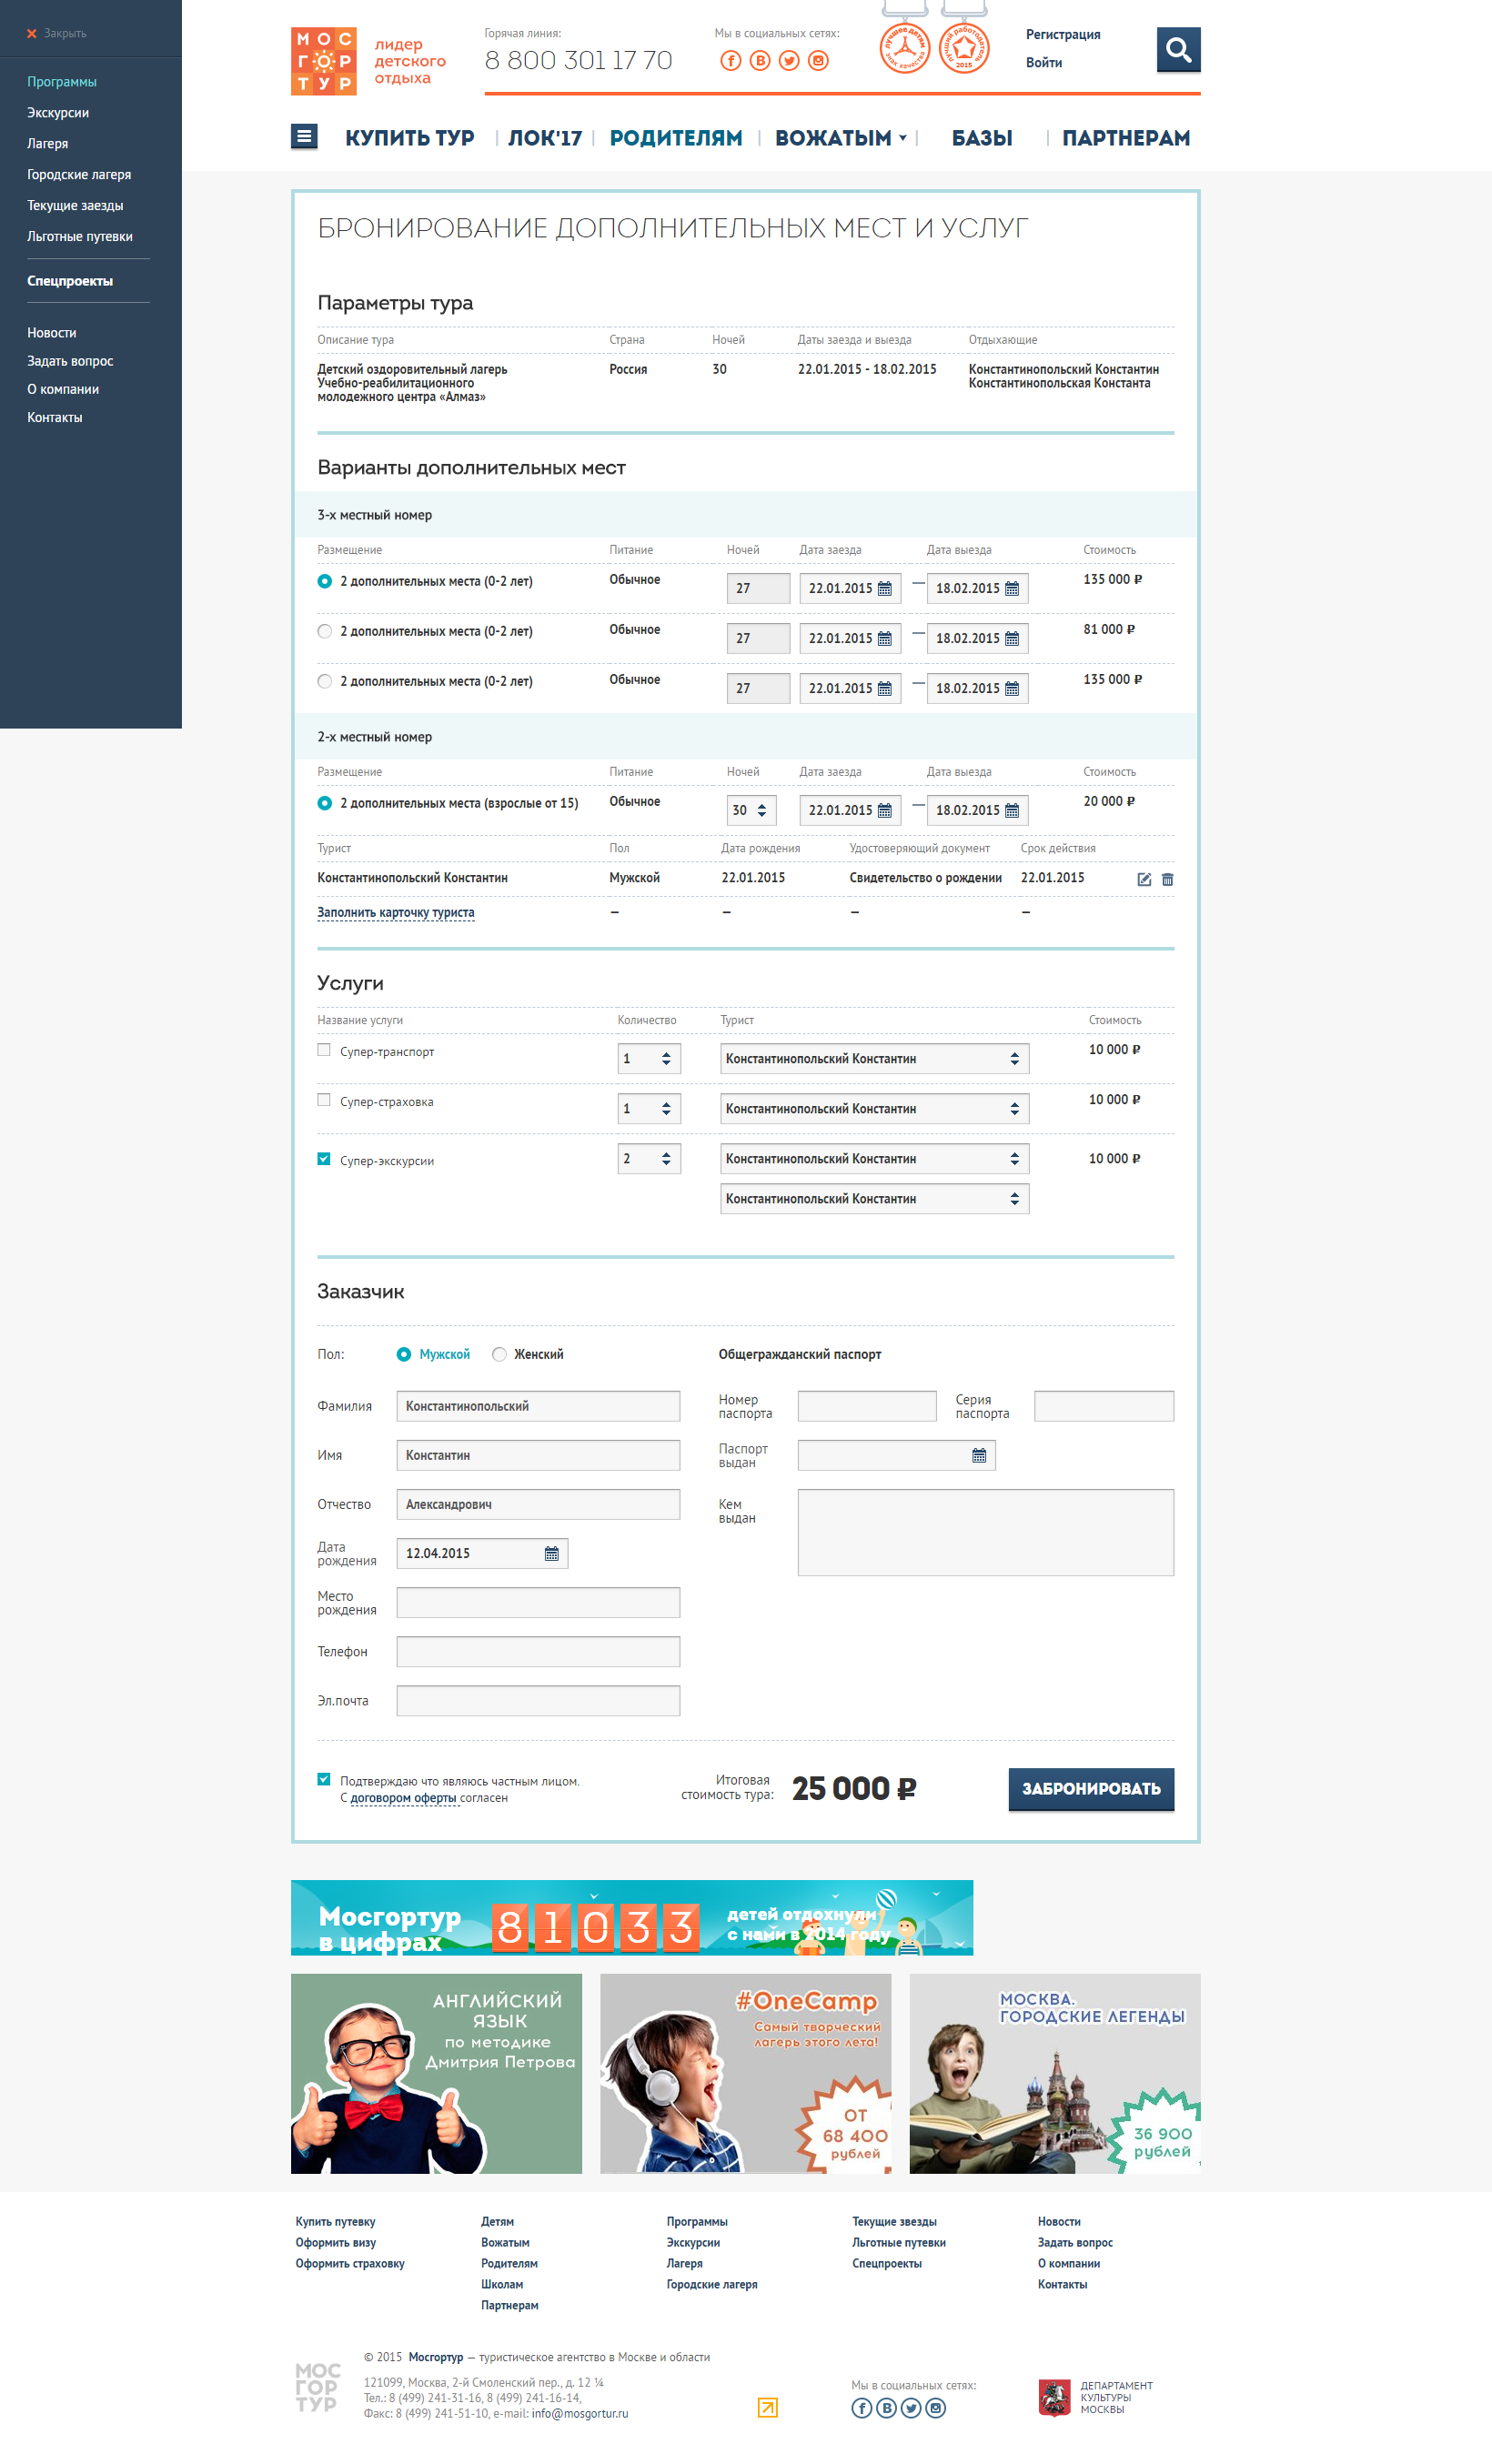 Закрыть
Программы
Экскурсии
Лагеря
Городские лагеря
Текущие заезды
Льготные путевки
Спецпроекты
Новости
Задать вопрос
О компании
Контакты
МОС
ГОР
ТУР
лидер
детского
отдыха
Горячая линия:
8 800 301 17 70
Мы в социальных сетях:
лучшее детям
знак качества
лучший работодатель
2015
Регистрация
Войти
КУПИТЬ ТУР
ЛОК'17
РОДИТЕЛЯМ
ВОЖАТЫМ
БАЗЫ
ПАРТНЕРАМ
БРОНИРОВАНИЕ ДОПОЛНИТЕЛЬНЫХ МЕСТ И УСЛУГ
Параметры тура
Описание тура Страна Ночей Даты заезда и выезда Отдыхающие
Детский оздоровительный лагерь Россия 30 22.01.2015 - 18.02.2015 Константинопольский Константин
Учебно-реабилитационного Константинопольская Константа
молодежного центра «Алмаз»
Варианты дополнительных мест
3-х местный номер
Размещение Питание Ночей Дата заезда Дата выезда Стоимость
2 дополнительных места (0-2 лет) Обычное 27 22.01.2015 — 18.02.2015 135 000 ₽
2 дополнительных места (0-2 лет) Обычное 27 22.01.2015 — 18.02.2015 81 000 ₽
2 дополнительных места (0-2 лет) Обычное 27 22.01.2015 — 18.02.2015 135 000 ₽
2-х местный номер
Размещение Питание Ночей Дата заезда Дата выезда Стоимость
2 дополнительных места (взрослые от 15) Обычное 30 22.01.2015 — 18.02.2015 20 000 ₽
Турист Пол Дата рождения Удостоверяющий документ Срок действия
Константинопольский Константин Мужской 22.01.2015 Свидетельство о рождении 22.01.2015
Заполнить карточку туриста — — — —
Услуги
Название услуги Количество Турист Стоимость
Супер-транспорт 1 Константинопольский Константин 10 000 ₽
Супер-страховка 1 Константинопольский Константин 10 000 ₽
Супер-экскурсии 2 Константинопольский Константин 10 000 ₽
Константинопольский Константин
Заказчик
Пол: Мужской Женский
Фамилия Константинопольский
Имя Константин
Отчество Александрович
Дата
рождения
12.04.2015
Место
рождения
Телефон
Эл.почта
Общегражданский паспорт
Номер
паспорта
Серия
паспорта
Паспорт
выдан
Кем
выдан
Подтверждаю что являюсь частным лицом.
С договором оферты согласен
Итоговая
стоимость тура:
25 000 ₽
ЗАБРОНИРОВАТЬ
Мосгортур
в цифрах
81033
детей отдохнули
с нами в 2014 году
АНГЛИЙСКИЙ
ЯЗЫК
по методике
Дмитрия Петрова
#OneCamp
Самый творческий
лагерь этого лета!
ОТ
68 400
рублей
МОСКВА.
ГОРОДСКИЕ ЛЕГЕНДЫ
36 900
рублей
Купить путевку
Оформить визу
Оформить страховку
Детям
Вожатым
Родителям
Школам
Партнерам
Программы
Экскурсии
Лагеря
Городские лагеря
Текущие звезды
Льготные путевки
Спецпроекты
Новости
Задать вопрос
О компании
Контакты
МОС
ГОР
ТУР
© 2015 Мосгортур — туристическое агентство в Москве и области
121099, Москва, 2-й Смоленский пер., д. 12 ¼
Тел.: 8 (499) 241-31-16, 8 (499) 241-16-14,
Факс: 8 (499) 241-51-10, e-mail: info@mosgortur.ru
Мы в социальных сетях:
ДЕПАРТАМЕНТ
КУЛЬТУРЫ
МОСКВЫ